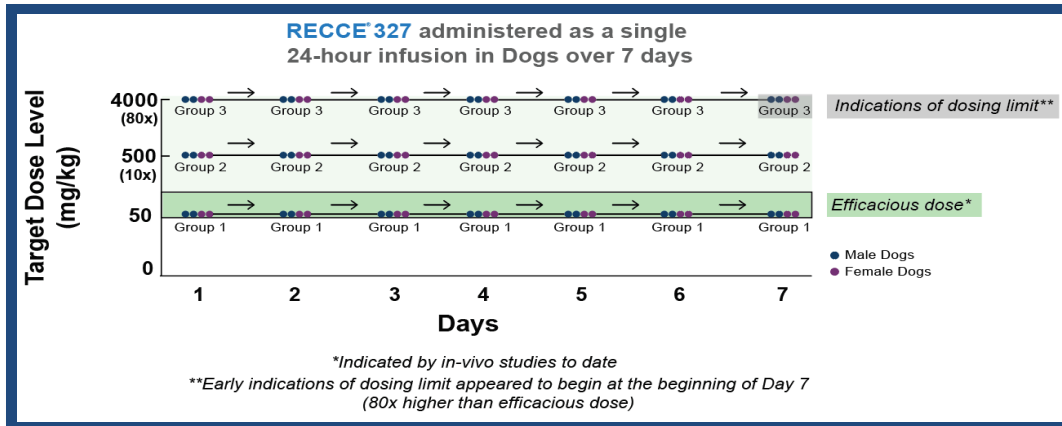 RECCE® 327 administered as a single
24-hour infusion in Dogs over 7 days
Target Dose Level
(mg/kg)
4000
(80x)
Group 3 Group 3 Group 3 Group 3 Group 3 Group 3 Group 3
Indications of dosing limit**
500
(10x)
Group 2 Group 2 Group 2 Group 2 Group 2 Group 2 Group 2
50
Group 1 Group 1 Group 1 Group 1 Group 1 Group 1 Group 1
Efficacious dose*
Male Dogs
Female Dogs
0
1 2 3 4 5 6 7
Days
*Indicated by in-vivo studies to date
**Early indications of dosing limit appeared to begin at the beginning of Day 7
(80x higher than efficacious dose)